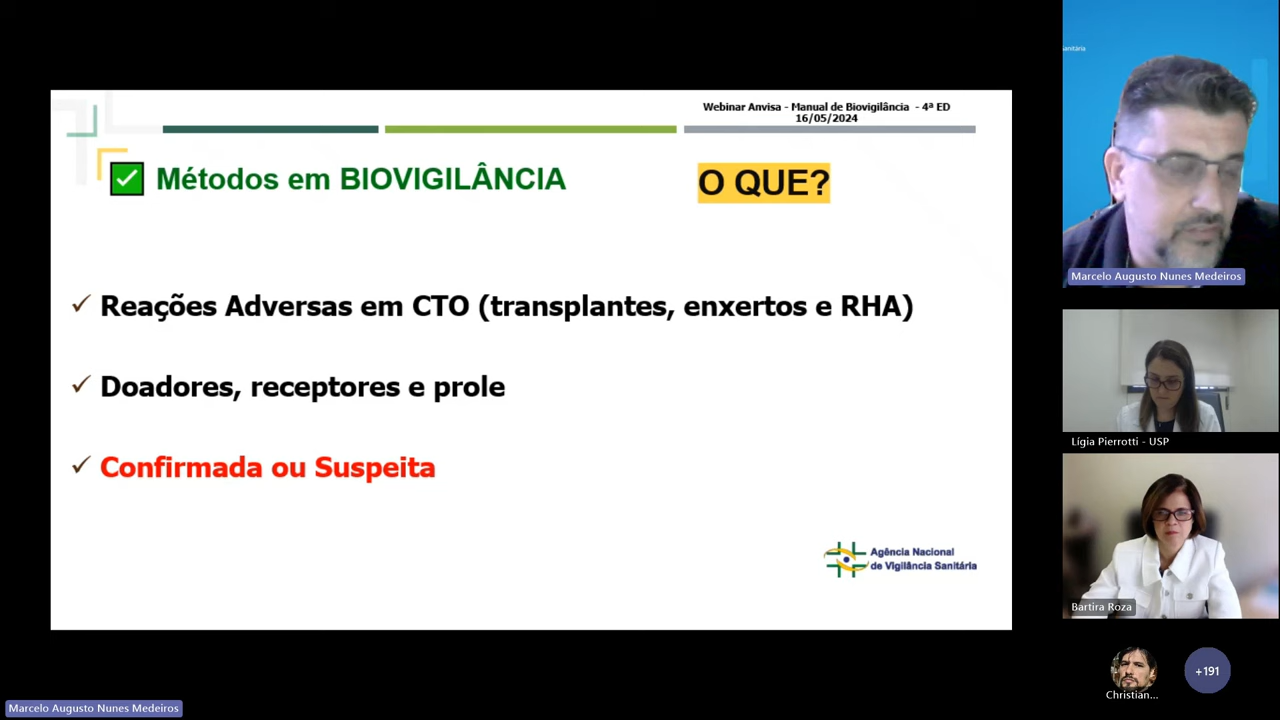 Webinar Anvisa - Manual de Biovigilância - 4ª ED
16/05/2024
Métodos em BIOVIGILÂNCIA
O QUE?
Reações Adversas em CTO (transplantes, enxertos e RHA)
Doadores, receptores e prole
Confirmada ou Suspeita
Agência Nacional
de Vigilância Sanitária
anitária
Marcelo Augusto Nunes Medeiros
Lígia Pierrotti - USP
Bartira Roza
Christian...
+191
Marcelo Augusto Nunes Medeiros